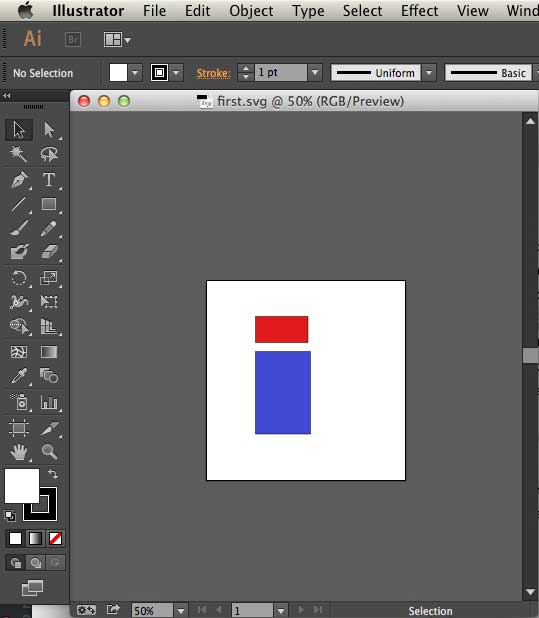 Illustrator File Edit Object Type Select Effect View Wind
Ai Br
No Selection Stroke: 1 pt Uniform Basic
first.svg @ 50% (RGB/Preview)
T
50% 1 Selection